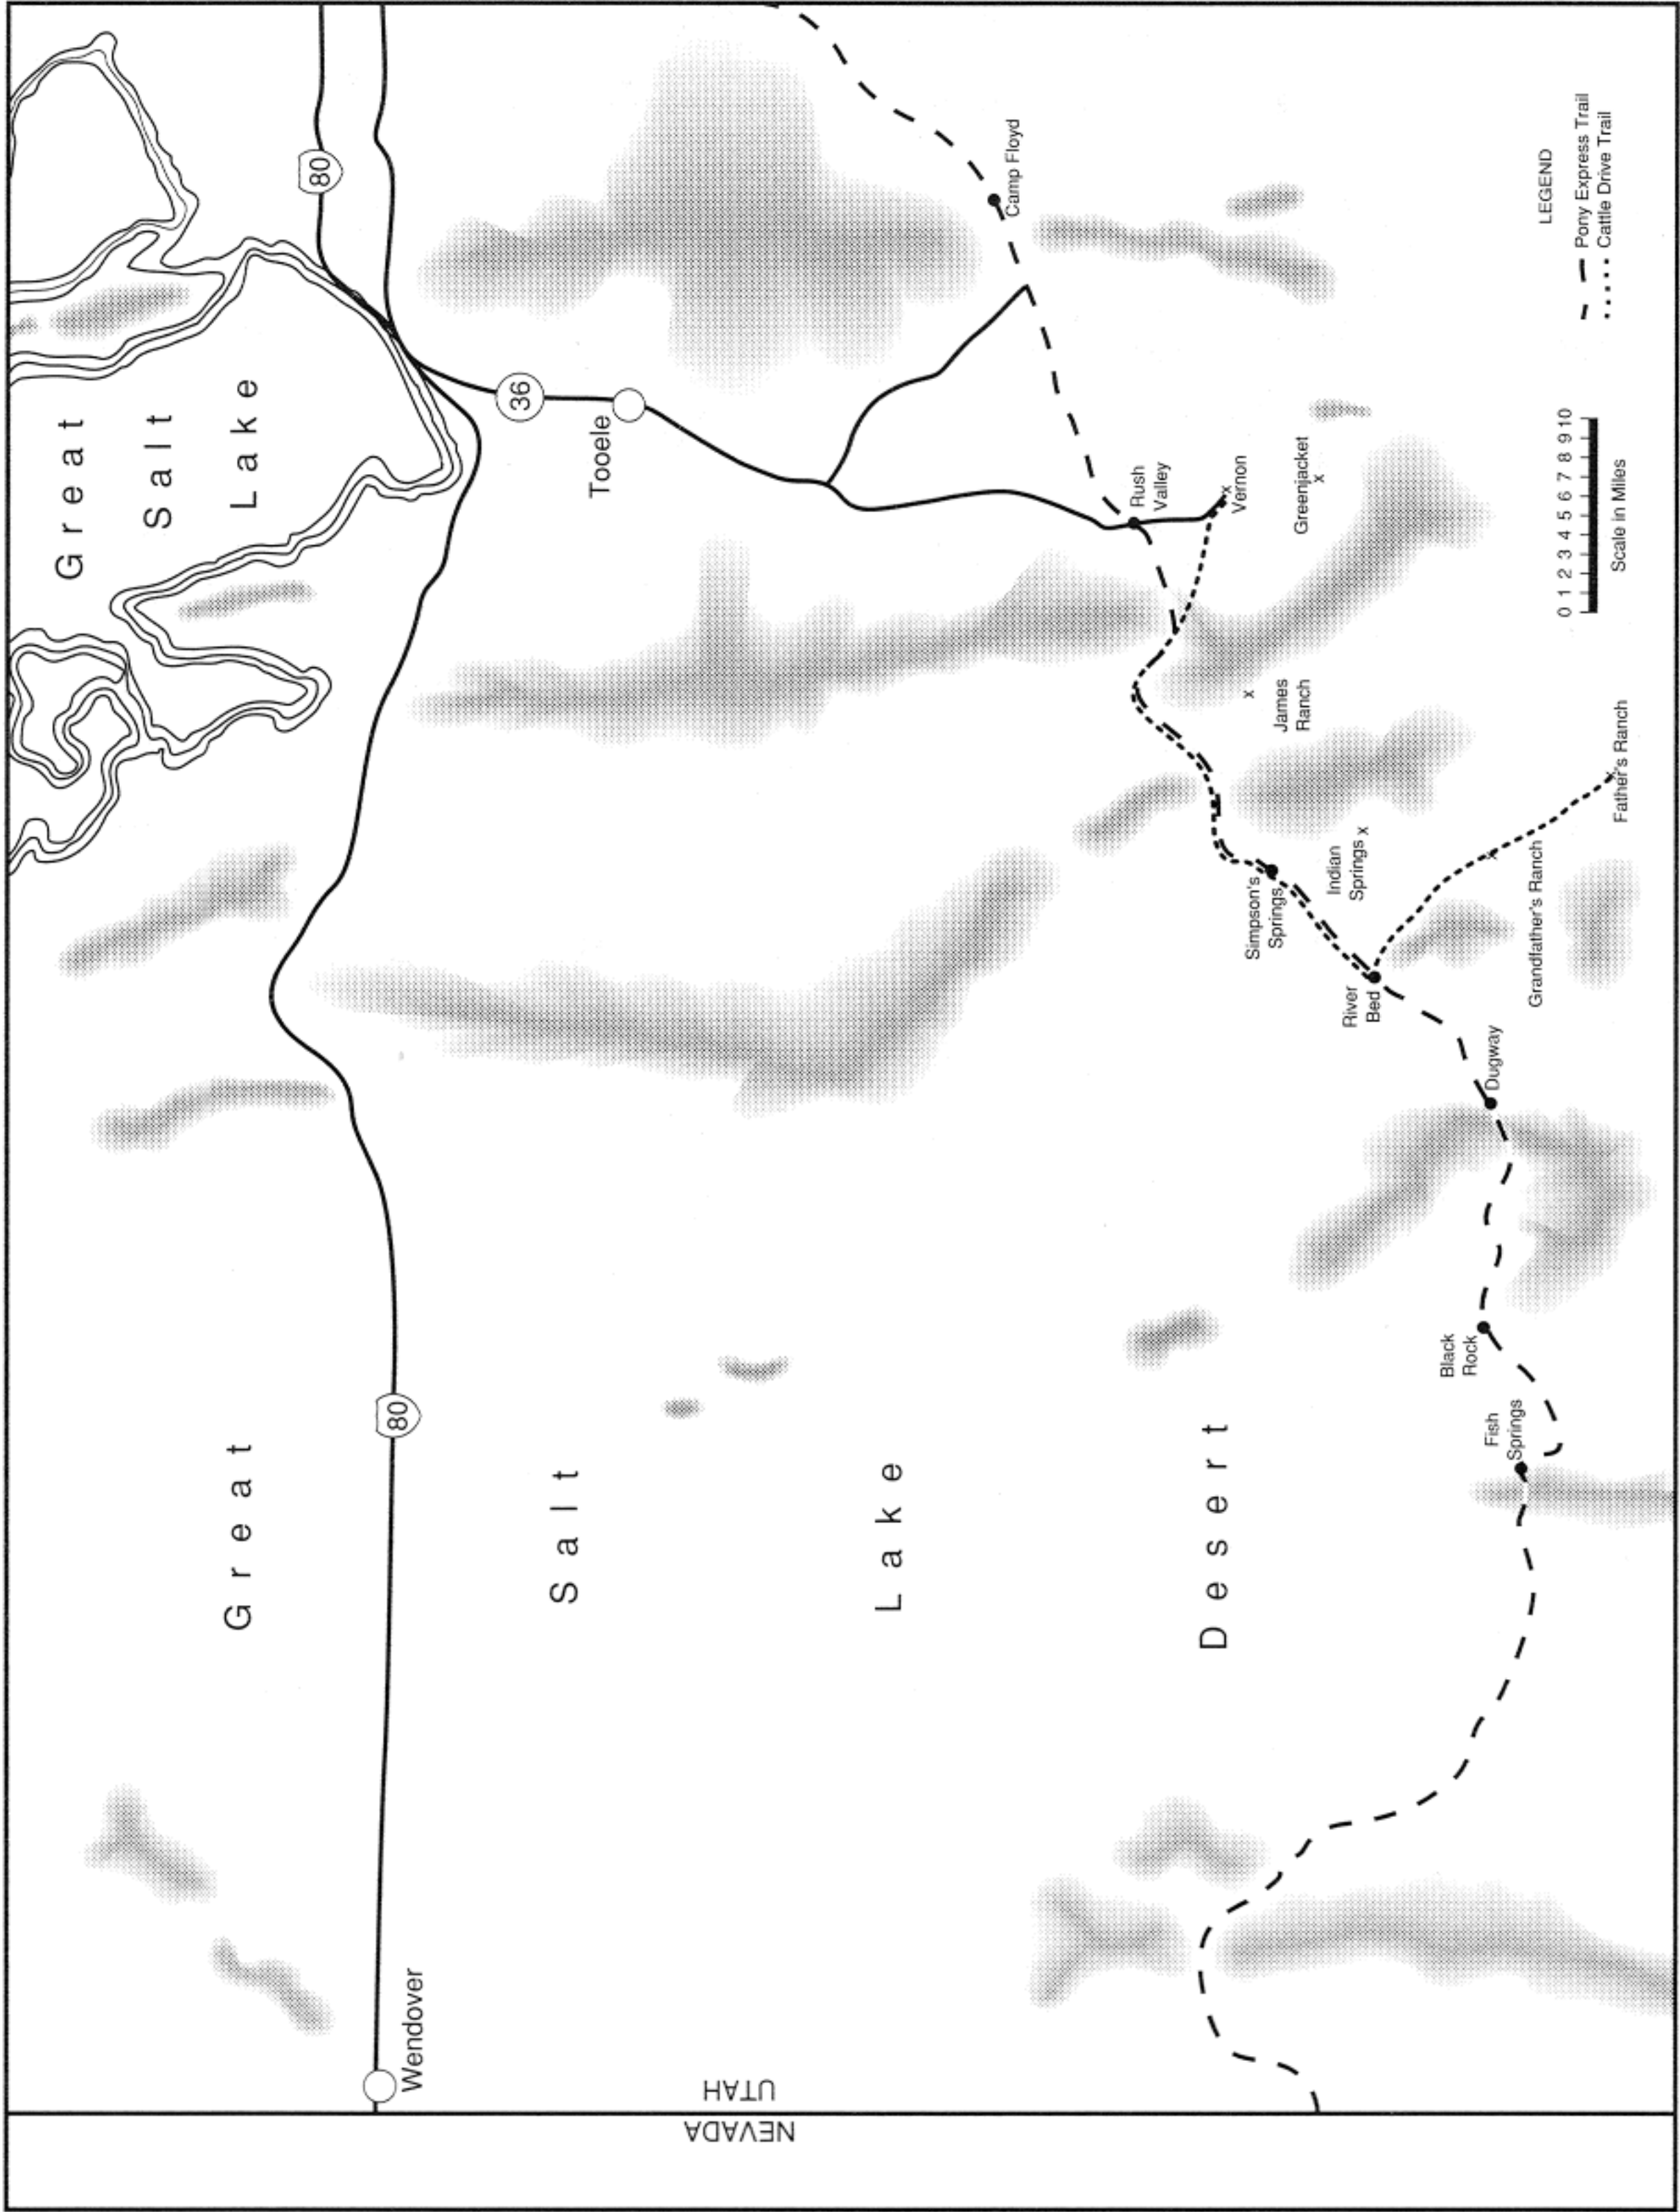 Great
Salt
Lake
80
80
36
Tooele
Wendover
Great
Salt
Lake
Desert
NEVADA
UTAH
Camp Floyd
Rush
Valley
Vernon
Greenjacket
x
x
James
Ranch
x
Simpson's
Springs
Indian
Springs x
River
Bed
Grandfather's Ranch
x
Father's Ranch
x
Dugway
Black
Rock
Fish
Springs
LEGEND
Pony Express Trail
Cattle Drive Trail
0 1 2 3 4 5 6 7 8 9 10
Scale in Miles